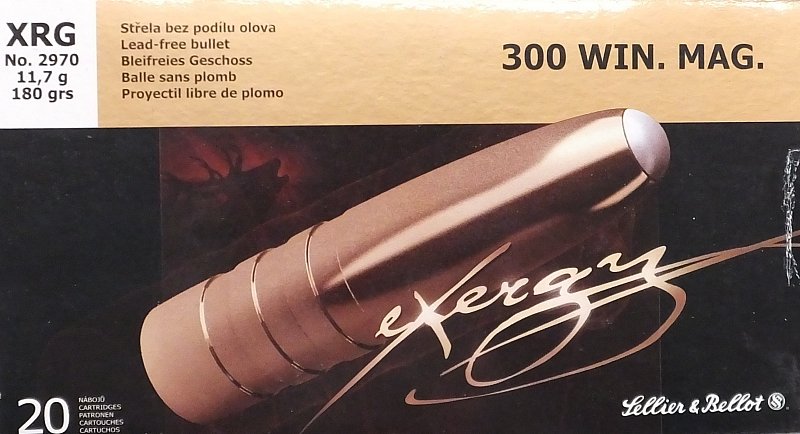 XRG
No. 2970
11,7 g
180 grs
Střela bez podílu olova
Lead-free bullet
Bleifreies Geschoss
Balle sans plomb
Proyectil libre de plomo
300 WIN. MAG.
exergy
20
NÁBOJŮ
CARTRIDGES
PATRONEN
CARTOUCHES
CARTUCHOS
Sellier & Bellot